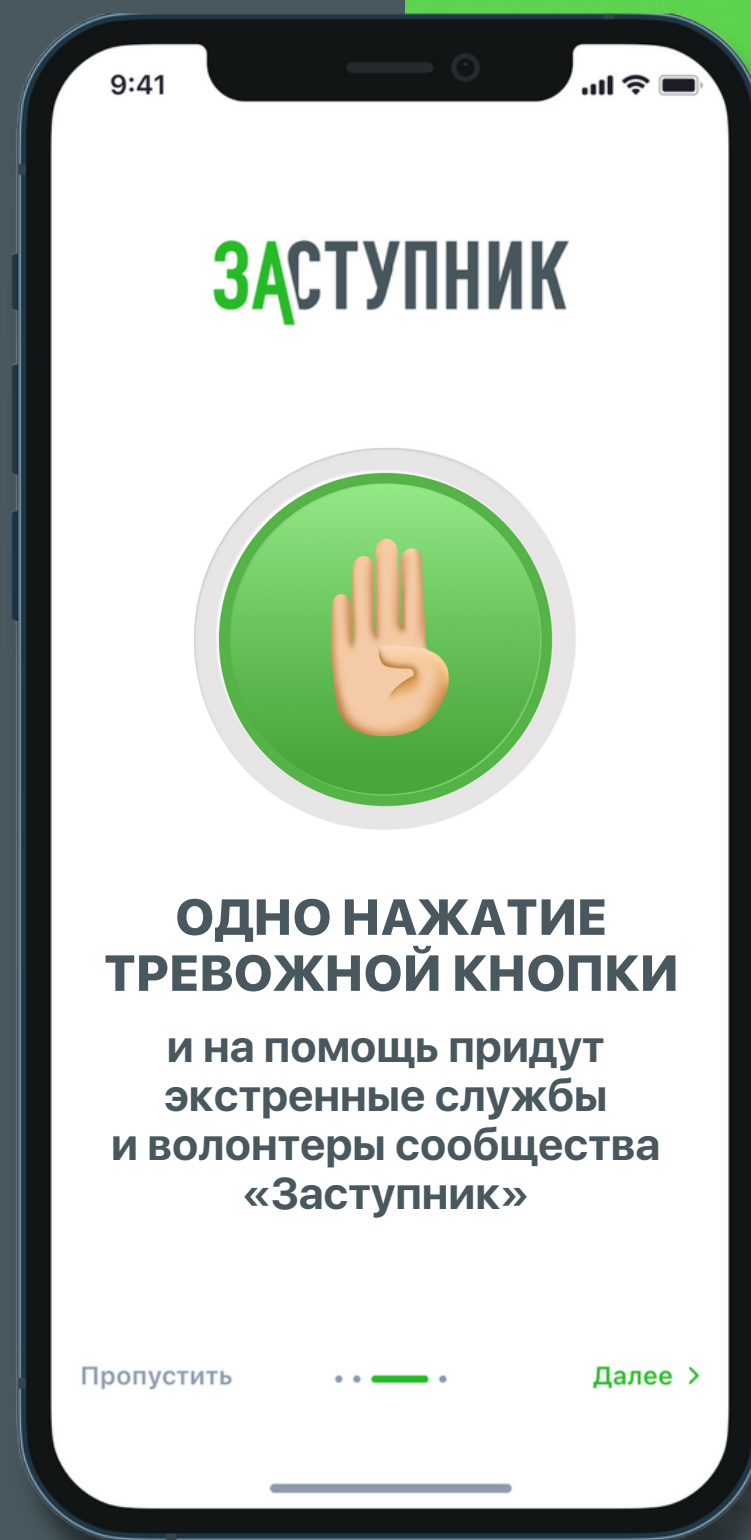 9:41
ЗАСТУПНИК
ОДНО НАЖАТИЕ
ТРЕВОЖНОЙ КНОПКИ
и на помощь придут
экстренные службы
и волонтеры сообщества
«Заступник»
Пропустить
Далее >